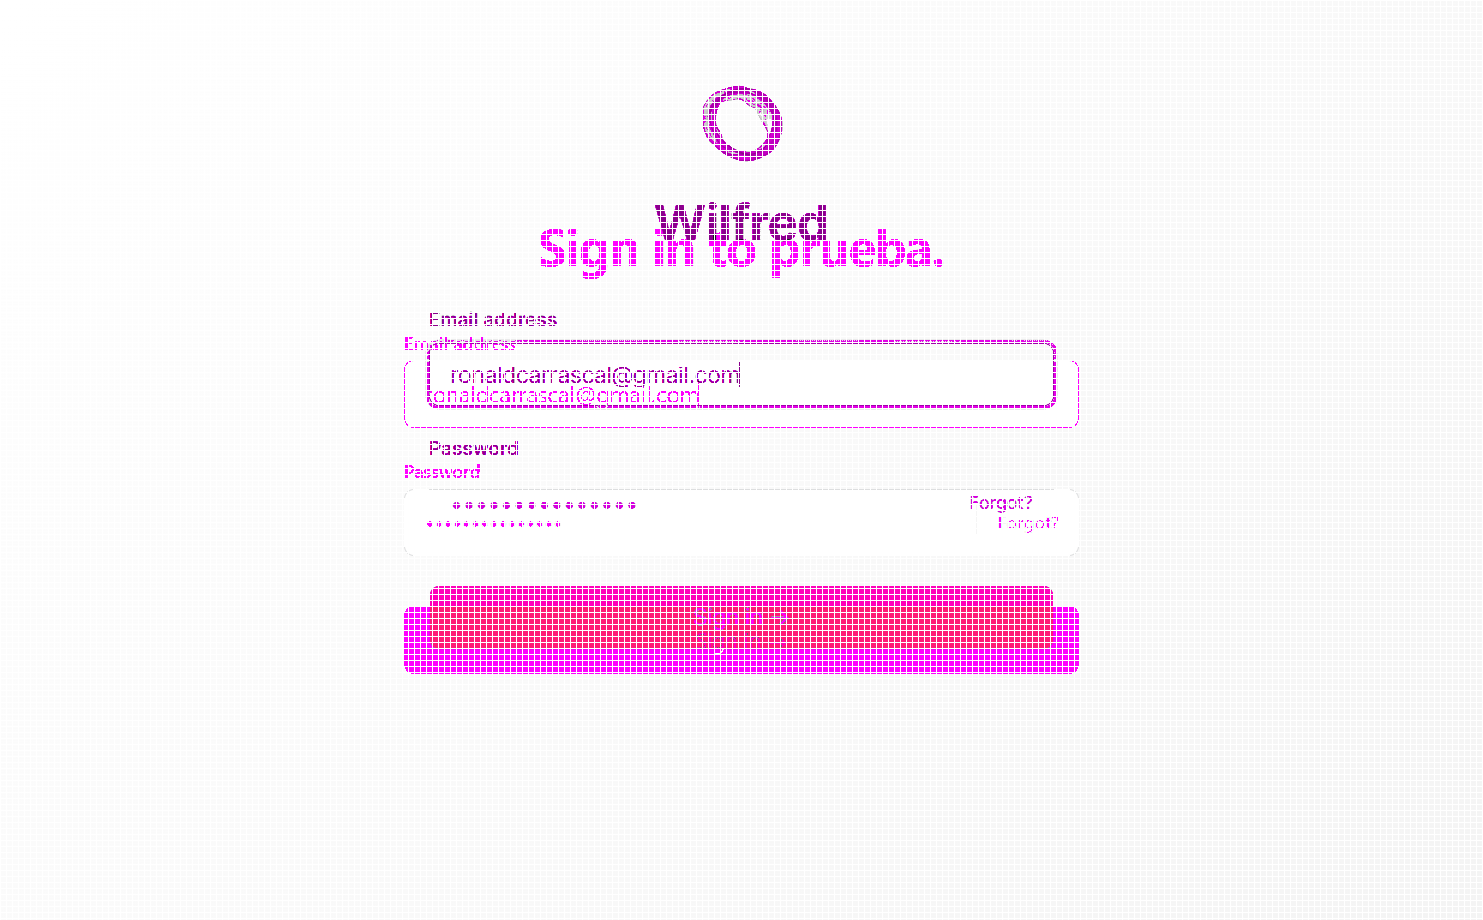 Wilfred
Sign in to prueba.
Email address
Email address
ronaldcarrascal@gmail.com
ronaldcarrascal@gmail.com
Password
Password
Forgot?
Forgot?